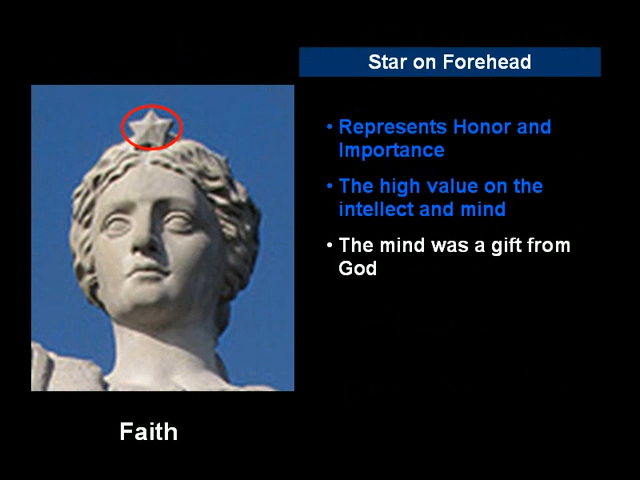 Star on Forehead
• Represents Honor and
Importance
• The high value on the
intellect and mind
• The mind was a gift from
God
Faith